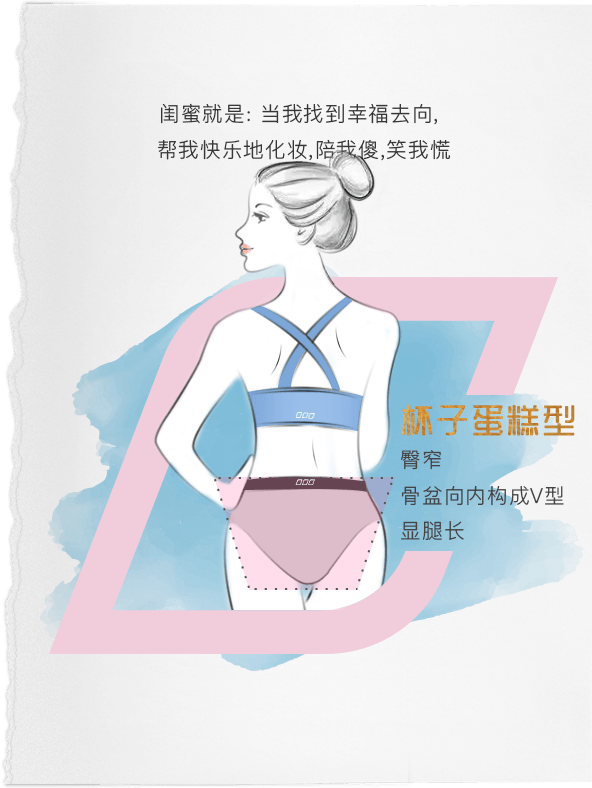 闺蜜就是: 当我找到幸福去向,
帮我快乐地化妆,陪我傻,笑我慌
杯子蛋糕型
臀窄
骨盆向内构成V型
显腿长